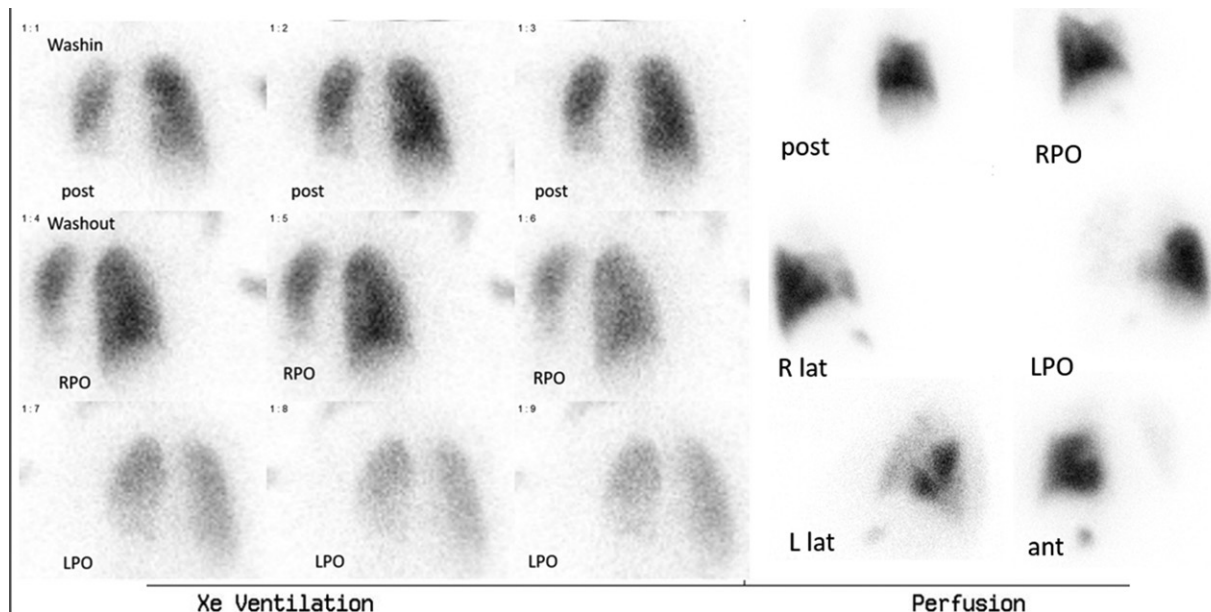 1:1
Washin
post
1:2
post
1:3
post
post
RPO
1:4
Washout
RPO
1:5
RPO
1:6
RPO
R lat
LPO
1:7
LPO
1:8
LPO
1:9
LPO
L lat
ant
Xe Ventilation
Perfusion